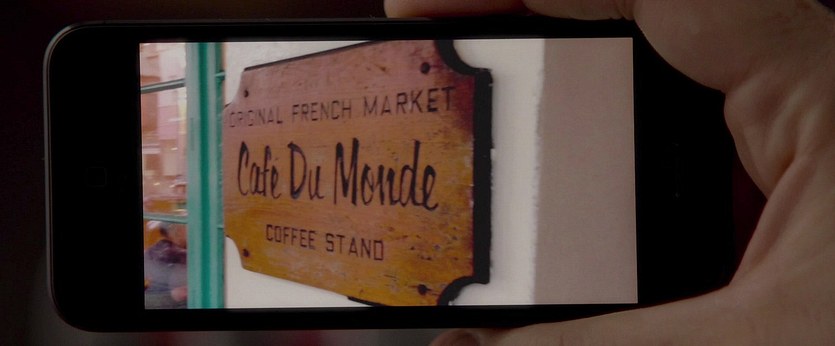 ORIGINAL FRENCH MARKET
Café Du Monde
COFFEE STAND